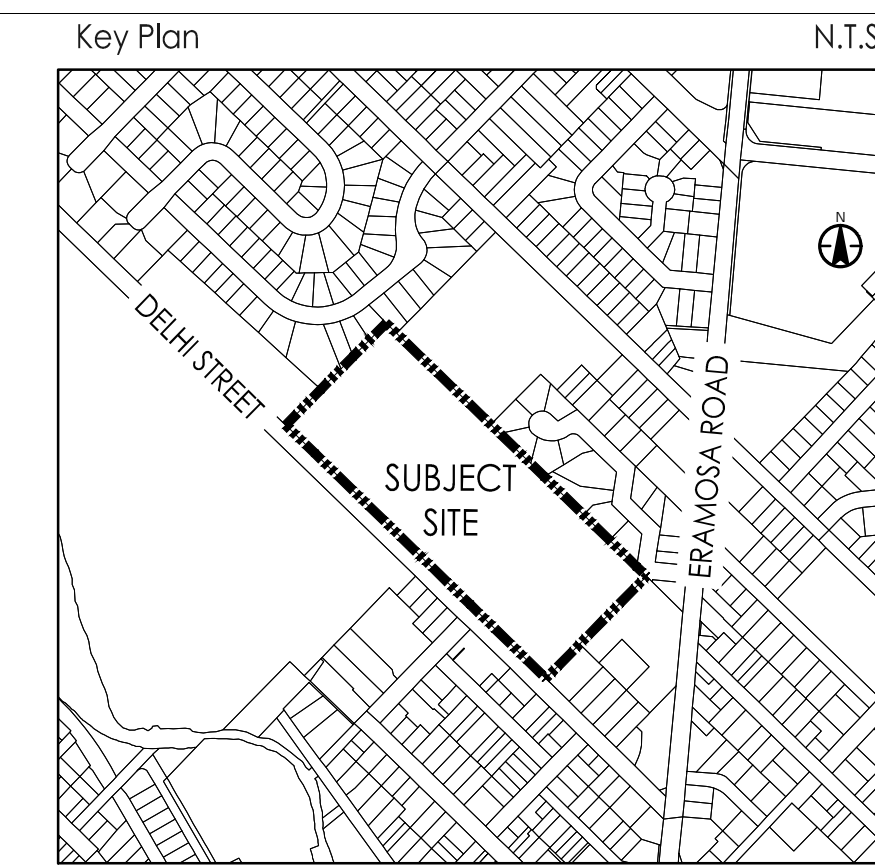 Key Plan
N.T.S
N
DELHI STREET
SUBJECT
SITE
ERAMOSA ROAD